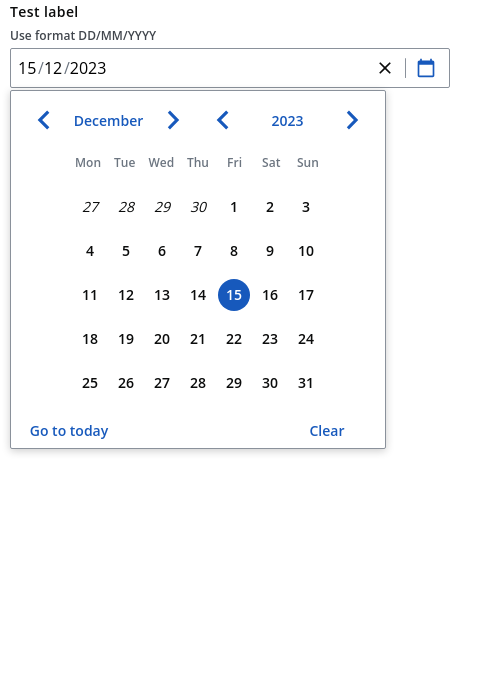 Test label
Use format DD/MM/YYYY
15/12/2023
December 2023
Mon Tue Wed Thu Fri Sat Sun
27 28 29 30 1 2 3
4 5 6 7 8 9 10
11 12 13 14 15 16 17
18 19 20 21 22 23 24
25 26 27 28 29 30 31
Go to today Clear